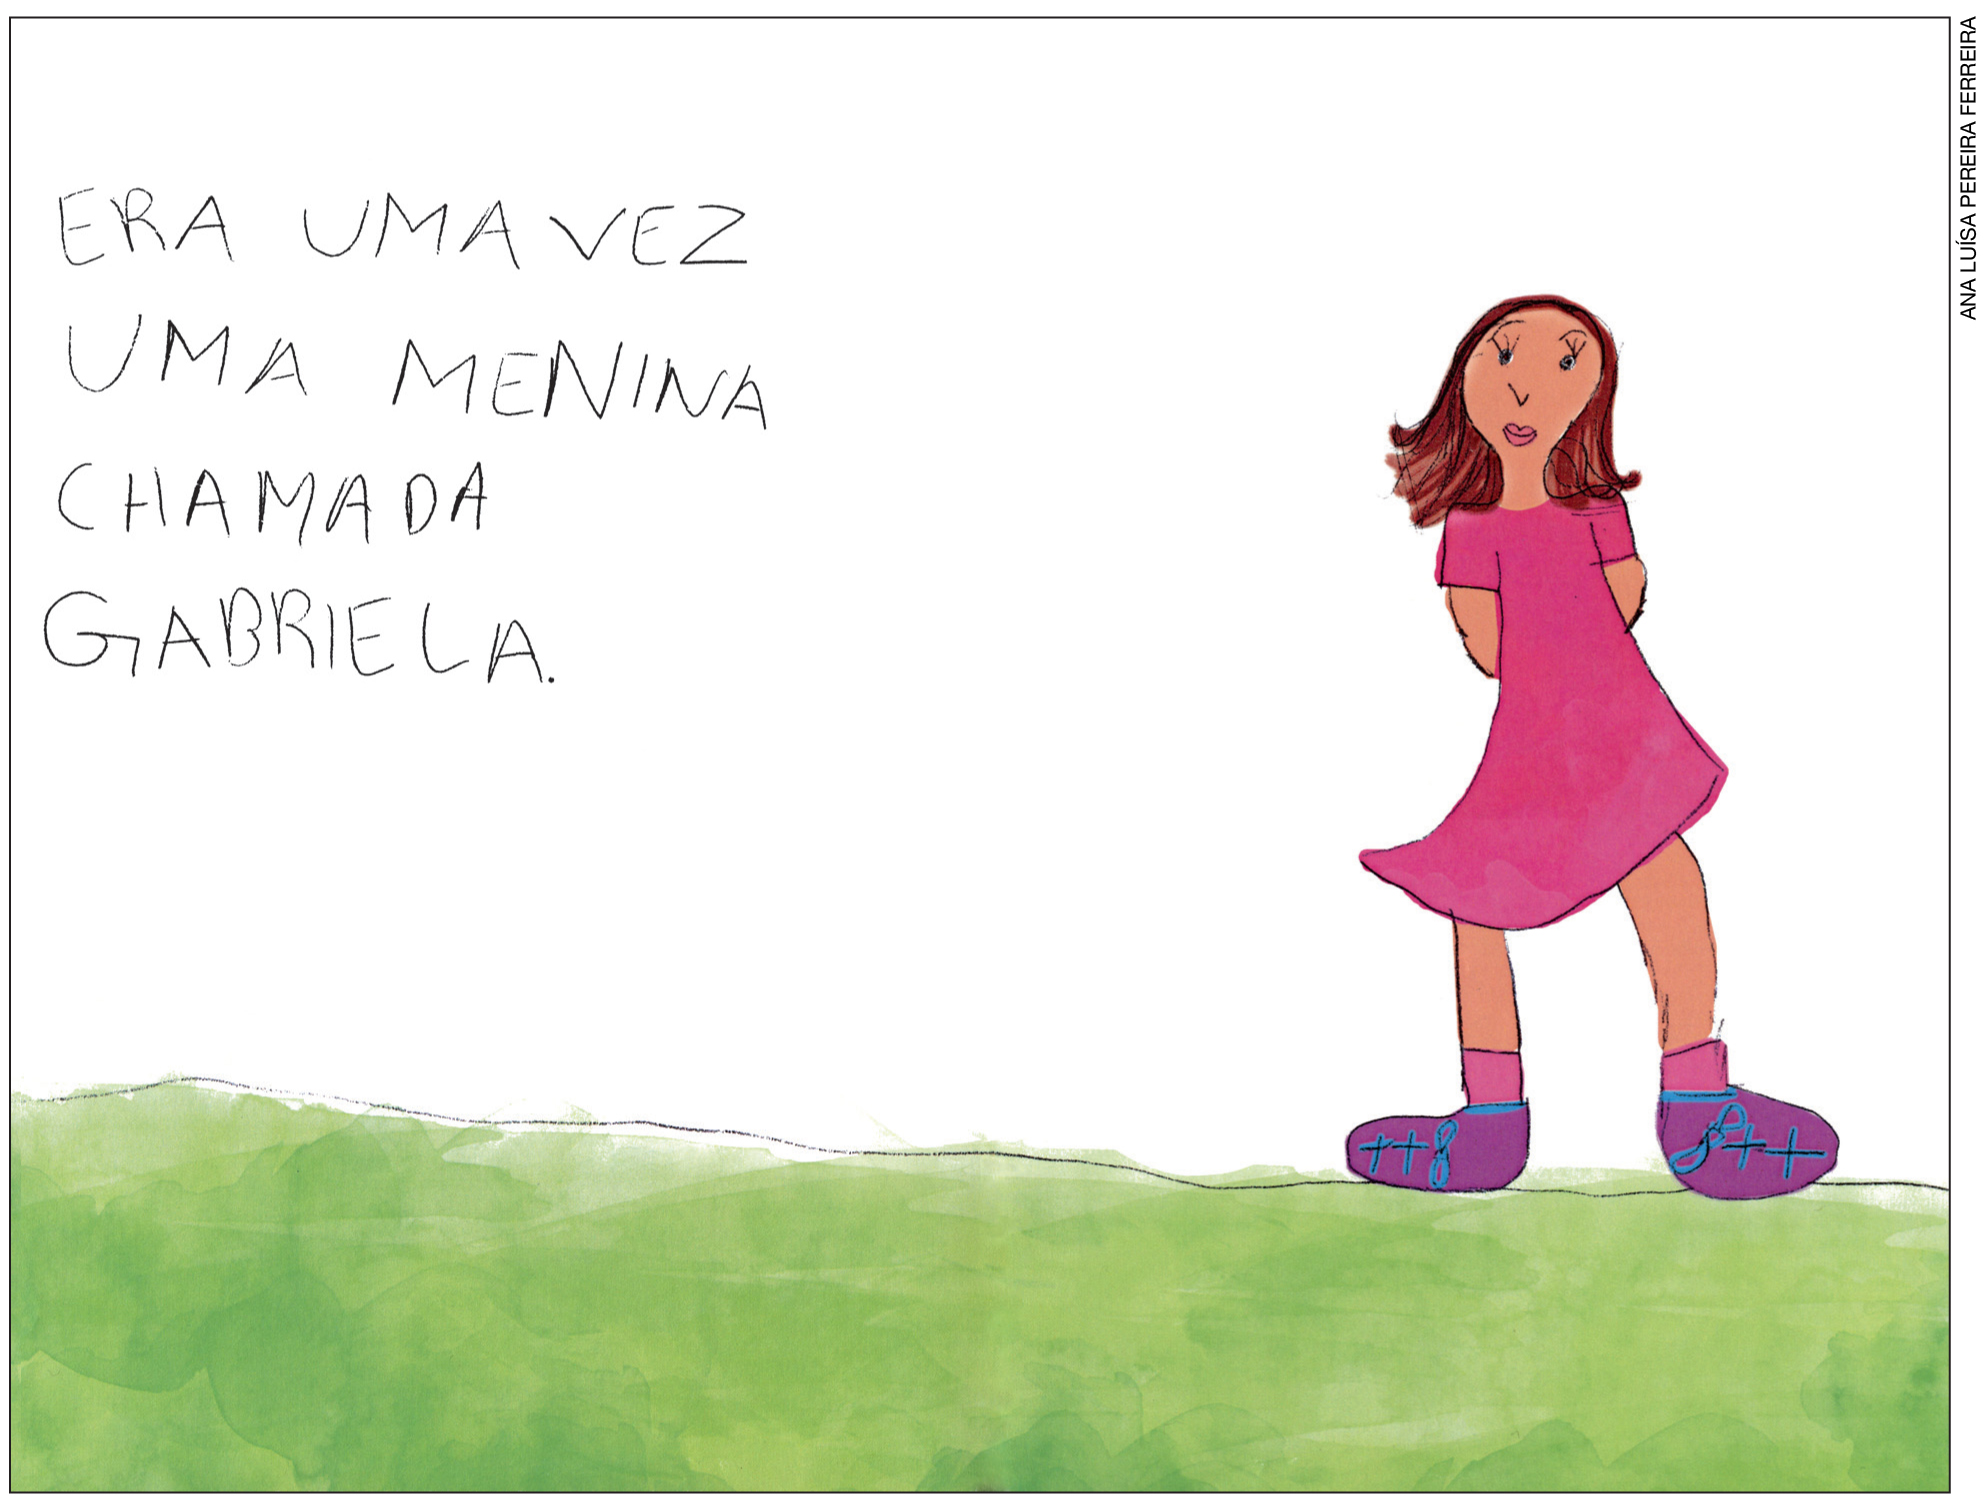 ERA UMA VEZ
UMA MENINA
CHAMADA
GABRIELA.
ANA LUÍSA PEREIRA FERREIRA